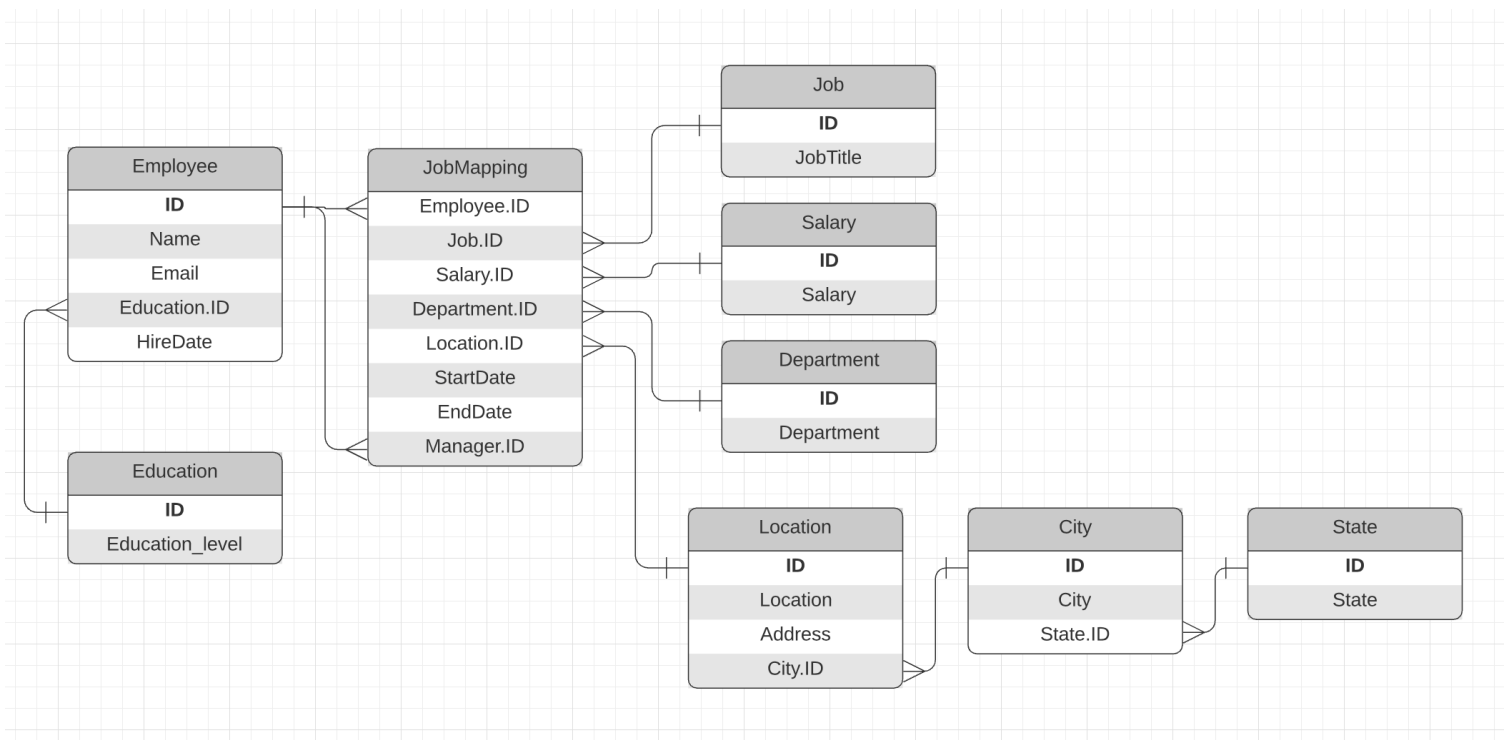 Employee
ID
Name
Email
Education.ID
HireDate
Education
ID
Education_level
JobMapping
Employee.ID
Job.ID
Salary.ID
Department.ID
Location.ID
StartDate
EndDate
Manager.ID
Job
ID
JobTitle
Salary
ID
Salary
Department
ID
Department
Location
ID
Location
Address
City.ID
City
ID
City
State.ID
State
ID
State